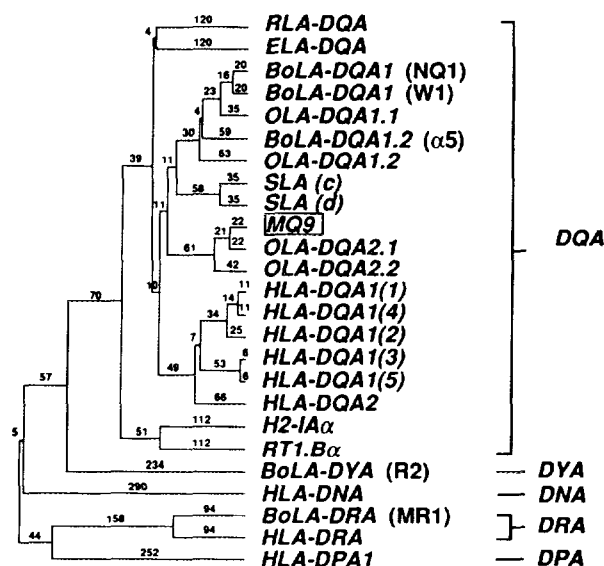 120 RLA-DQA
4
120 ELA-DQA
20 BoLA-DQA1 (NQ1)
16
20 BoLA-DQA1 (W1)
23
35 OLA-DQA1.1
4
59 BoLA-DQA1.2 (α5)
30
63 OLA-DQA1.2
39
11
35 SLA (c)
58
35 SLA (d)
11
22 MQ9
21
22 OLA-DQA2.1
61
42 OLA-DQA2.2
DQA
10
11 HLA-DQA1(1)
14
11 HLA-DQA1(4)
34
25 HLA-DQA1(2)
7
6 HLA-DQA1(3)
53
6 HLA-DQA1(5)
49
66 HLA-DQA2
70
112 H2-IAα
51
112 RT1.Bα
57
234 BoLA-DYA (R2) DYA
5
290 HLA-DNA DNA
94 BoLA-DRA (MR1)
158
DRA
94 HLA-DRA
44
252 HLA-DPA1 DPA